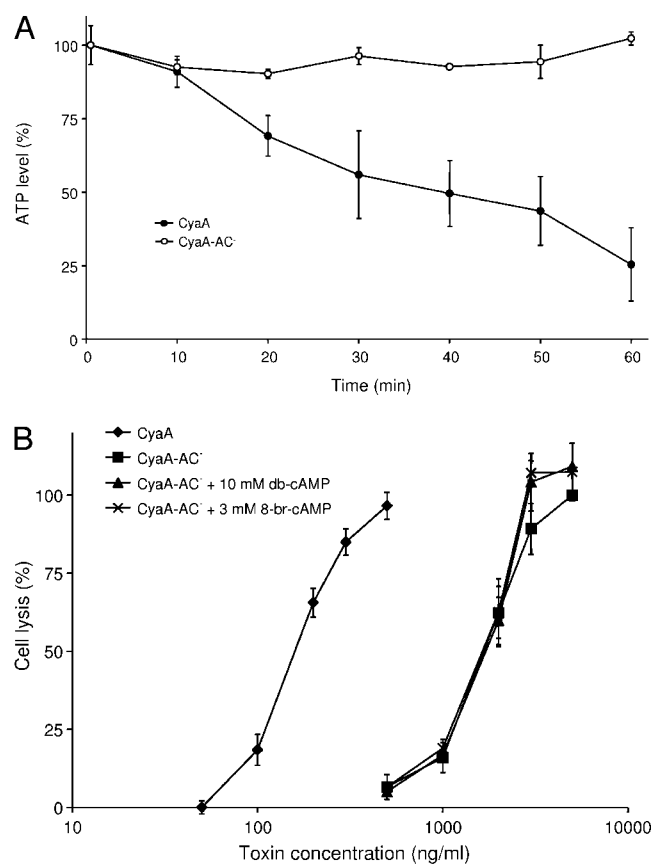 A
100
75
50
25
0
ATP level (%)
CyaA
CyaA-AC⁻
0 10 20 30 40 50 60
Time (min)
B
CyaA
CyaA-AC⁻
CyaA-AC⁻ + 10 mM db-cAMP
CyaA-AC⁻ + 3 mM 8-br-cAMP
100
75
50
25
0
Cell lysis (%)
10 100 1000 10000
Toxin concentration (ng/ml)